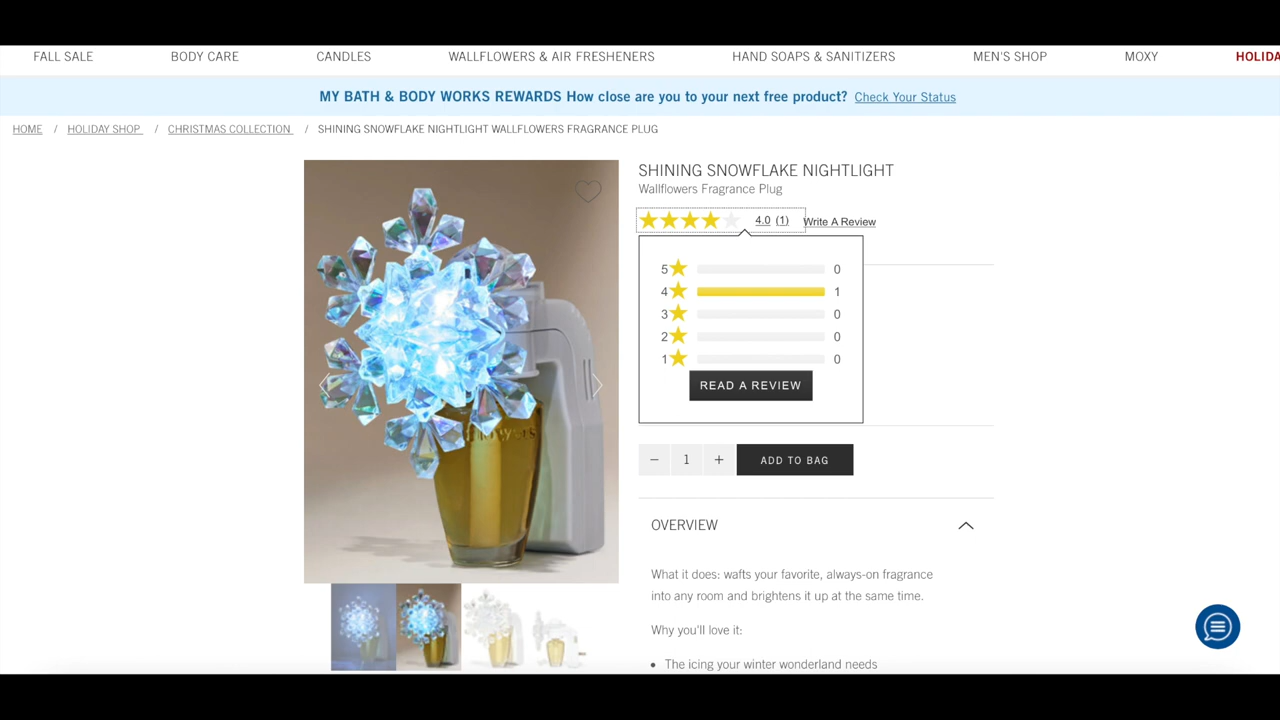 FALL SALE
BODY CARE
CANDLES
WALLFLOWERS & AIR FRESHENERS
HAND SOAPS & SANITIZERS
MEN'S SHOP
MOXY
HOLIDA
MY BATH & BODY WORKS REWARDS How close are you to your next free product? Check Your Status
HOME / HOLIDAY SHOP / CHRISTMAS COLLECTION / SHINING SNOWFLAKE NIGHTLIGHT WALLFLOWERS FRAGRANCE PLUG
SHINING SNOWFLAKE NIGHTLIGHT
Wallflowers Fragrance Plug
4.0 (1) Write A Review
5 0
4 1
3 0
2 0
1 0
READ A REVIEW
− 1 + ADD TO BAG
OVERVIEW
What it does: wafts your favorite, always-on fragrance
into any room and brightens it up at the same time.
Why you'll love it:
• The icing your winter wonderland needs